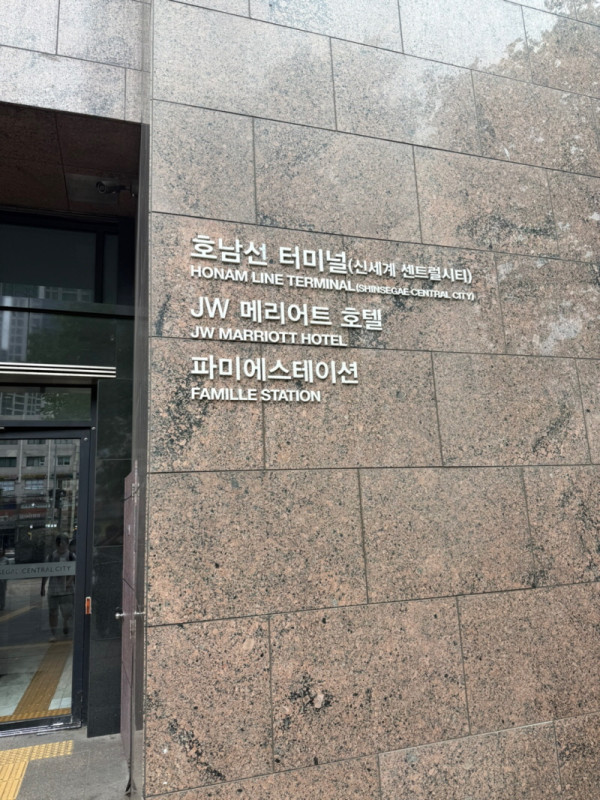 호남선 터미널(신세계 센트럴시티)
HONAM LINE TERMINAL(SHINSEGAE CENTRAL CITY)
JW 메리어트 호텔
JW MARRIOTT HOTEL
파미에스테이션
FAMILLE STATION
CENTRAL CITY